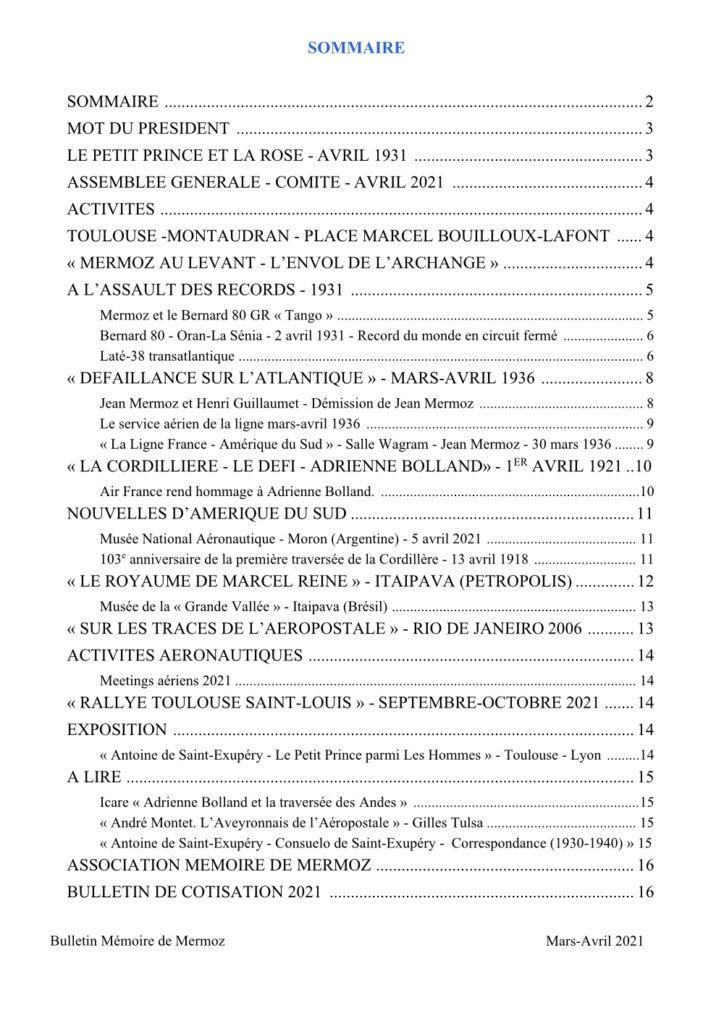 SOMMAIRE
SOMMAIRE ........ 2
MOT DU PRESIDENT ........ 3
LE PETIT PRINCE ET LA ROSE - AVRIL 1931 ........ 3
ASSEMBLEE GENERALE - COMITE - AVRIL 2021 ........ 4
ACTIVITES ........ 4
TOULOUSE -MONTAUDRAN - PLACE MARCEL BOUILLOUX-LAFONT ...... 4
« MERMOZ AU LEVANT - L’ENVOL DE L’ARCHANGE » ........ 4
A L’ASSAULT DES RECORDS - 1931 ........ 5
Mermoz et le Bernard 80 GR « Tango » ........ 5
Bernard 80 - Oran-La Sénia - 2 avril 1931 - Record du monde en circuit fermé ........ 6
Laté-38 transatlantique ........ 6
« DEFAILLANCE SUR L’ATLANTIQUE » - MARS-AVRIL 1936 ........ 8
Jean Mermoz et Henri Guillaumet - Démission de Jean Mermoz ........ 8
Le service aérien de la ligne mars-avril 1936 ........ 9
« La Ligne France - Amérique du Sud » - Salle Wagram - Jean Mermoz - 30 mars 1936 ........ 9
« LA CORDILLIERE - LE DEFI - ADRIENNE BOLLAND» - 1ER AVRIL 1921 ..10
Air France rend hommage à Adrienne Bolland. ........10
NOUVELLES D’AMERIQUE DU SUD ........ 11
Musée National Aéronautique - Moron (Argentine) - 5 avril 2021 ........ 11
103e anniversaire de la première traversée de la Cordillère - 13 avril 1918 ........ 11
« LE ROYAUME DE MARCEL REINE » - ITAIPAVA (PETROPOLIS) ........ 12
Musée de la « Grande Vallée » - Itaipava (Brésil) ........ 13
« SUR LES TRACES DE L’AEROPOSTALE » - RIO DE JANEIRO 2006 ........ 13
ACTIVITES AERONAUTIQUES ........ 14
Meetings aériens 2021 ........ 14
« RALLYE TOULOUSE SAINT-LOUIS » - SEPTEMBRE-OCTOBRE 2021 ....... 14
EXPOSITION ........ 14
« Antoine de Saint-Exupéry - Le Petit Prince parmi Les Hommes » - Toulouse - Lyon .........14
A LIRE ........ 15
Icare « Adrienne Bolland et la traversée des Andes » ........15
« André Montet. L’Aveyronnais de l’Aéropostale » - Gilles Tulsa ........ 15
« Antoine de Saint-Exupéry - Consuelo de Saint-Exupéry - Correspondance (1930-1940) » 15
ASSOCIATION MEMOIRE DE MERMOZ ........ 16
BULLETIN DE COTISATION 2021 ........ 16
Bulletin Mémoire de Mermoz Mars-Avril 2021